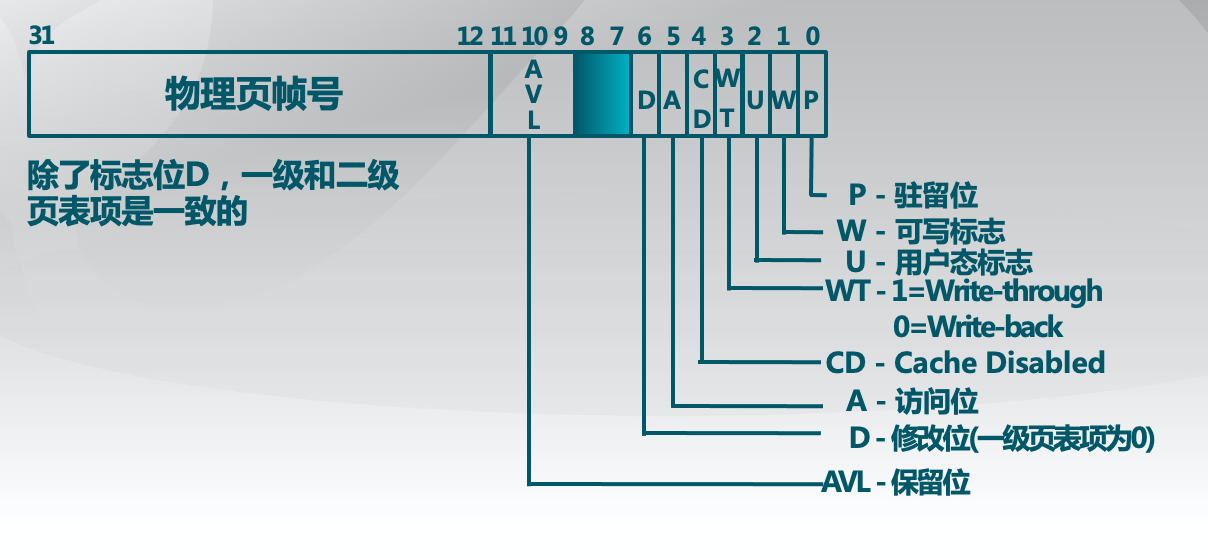 31 12 11 10 9 8 7 6 5 4 3 2 1 0
物理页帧号 AVL D A CD WT U W P
除了标志位D，一级和二级
页表项是一致的
P - 驻留位
W - 可写标志
U - 用户态标志
WT - 1=Write-through
0=Write-back
CD - Cache Disabled
A - 访问位
D - 修改位(一级页表项为0)
AVL - 保留位